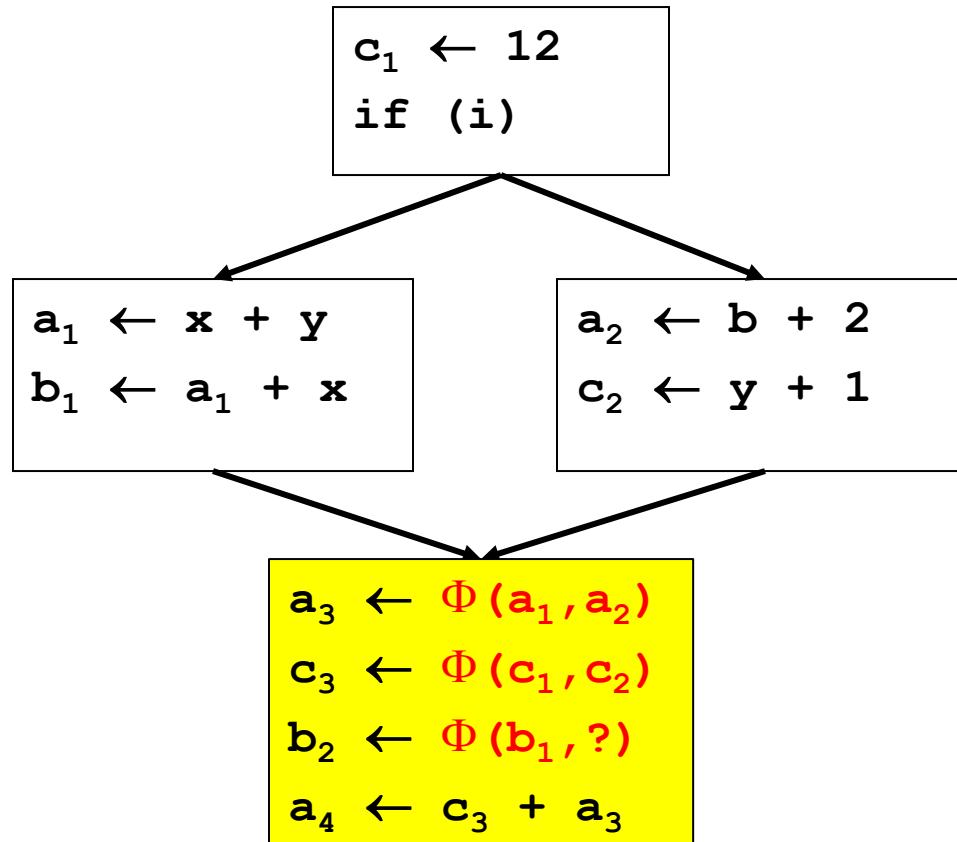 c₁ ← 12
if (i)
a₁ ← x + y
b₁ ← a₁ + x
a₂ ← b + 2
c₂ ← y + 1
a₃ ← Φ(a₁,a₂)
c₃ ← Φ(c₁,c₂)
b₂ ← Φ(b₁,?)
a₄ ← c₃ + a₃